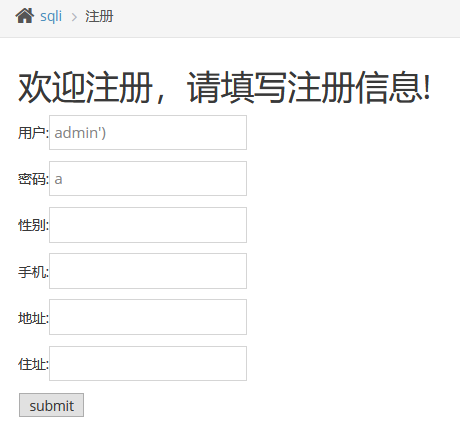 sqli > 注册
欢迎注册，请填写注册信息!
用户: admin')
密码: a
性别:
手机:
地址:
住址:
submit